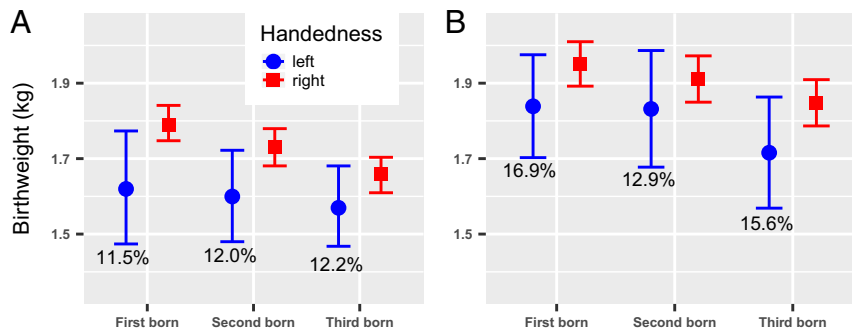 A
B
Handedness
left
right
Birthweight (kg)
1.9
1.7
1.5
11.5%
12.0%
12.2%
First born
Second born
Third born
1.9
1.7
1.5
16.9%
12.9%
15.6%
First born
Second born
Third born